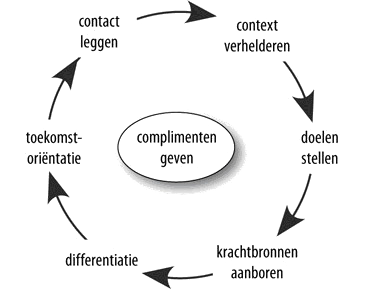 contact
leggen
context
verhelderen
doelen
stellen
krachtbronnen
aanboren
differentiatie
toekomst-
oriëntatie
complimenten
geven